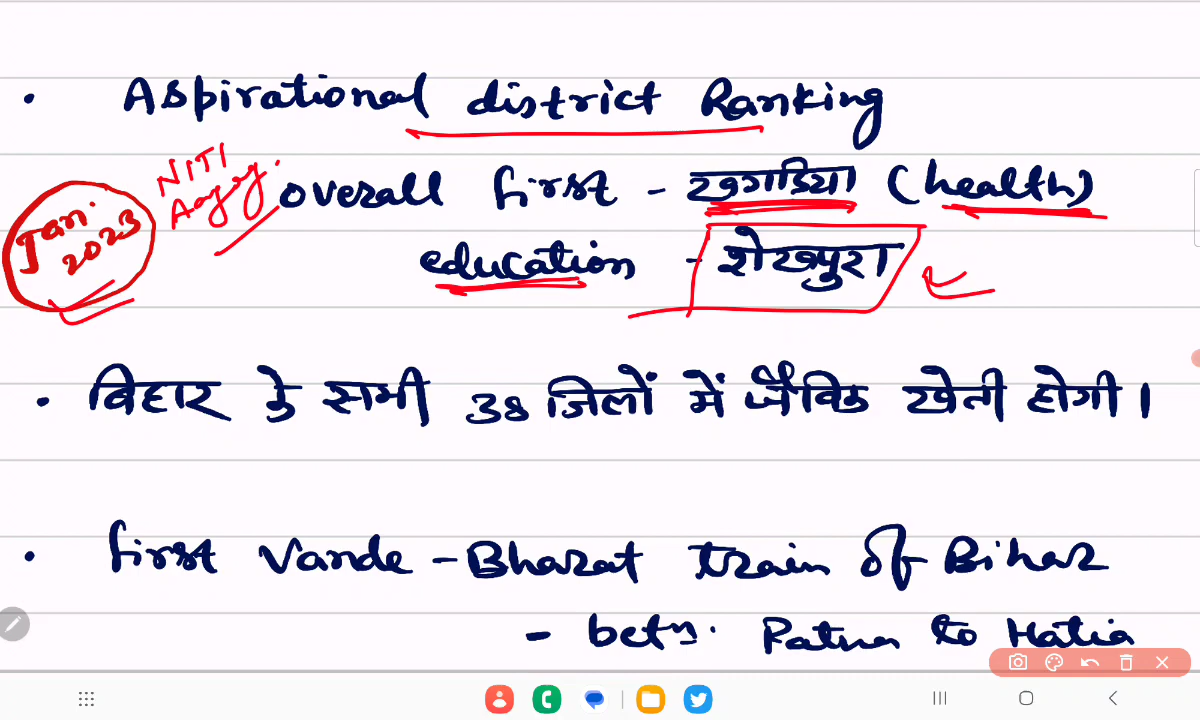 • Aspirational district Ranking
NITI Aayog.
Jan. 2023
overall first - खगड़िया (health)
education - शेखपुरा
• बिहार के सभी 38 जिलों में जैविक खेती होगी।
• first Vande - Bharat train of Bihar
- betn. Patna to Hatia